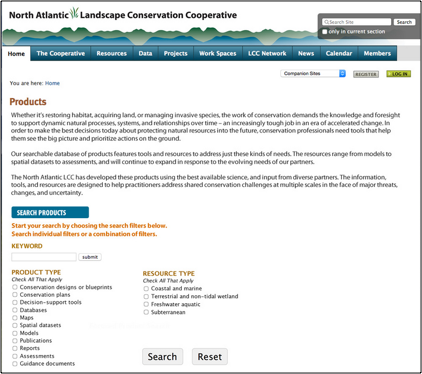 North Atlantic Landscape Conservation Cooperative
Search Site Search
only in current section
Home The Cooperative Resources Data Projects Work Spaces LCC Network News Calendar Members
Companion Sites REGISTER LOG IN
You are here: Home
Products
Whether it's restoring habitat, acquiring land, or managing invasive species, the work of conservation demands the knowledge and foresight
to support dynamic natural processes, systems, and relationships over time – an increasingly tough job in an era of accelerated change. In
order to make the best decisions today about protecting natural resources into the future, conservation professionals need tools that help
them see the big picture and prioritize actions on the ground.
Our searchable database of products features tools and resources to address just these kinds of needs. The resources range from models to
spatial datasets to assessments, and will continue to expand in response to the evolving needs of our partners.
The North Atlantic LCC has developed these products using the best available science, and input from diverse partners. The information,
tools, and resources are designed to help practitioners address shared conservation challenges at multiple scales in the face of major threats,
changes, and uncertainty.
SEARCH PRODUCTS
Start your search by choosing the search filters below.
Search individual filters or a combination of filters.
KEYWORD
submit
PRODUCT TYPE
Check All That Apply
Conservation designs or blueprints
Conservation plans
Decision-support tools
Databases
Maps
Spatial datasets
Models
Publications
Reports
Assessments
Guidance documents
RESOURCE TYPE
Check All That Apply
Coastal and marine
Terrestrial and non-tidal wetland
Freshwater aquatic
Subterranean
Search Reset